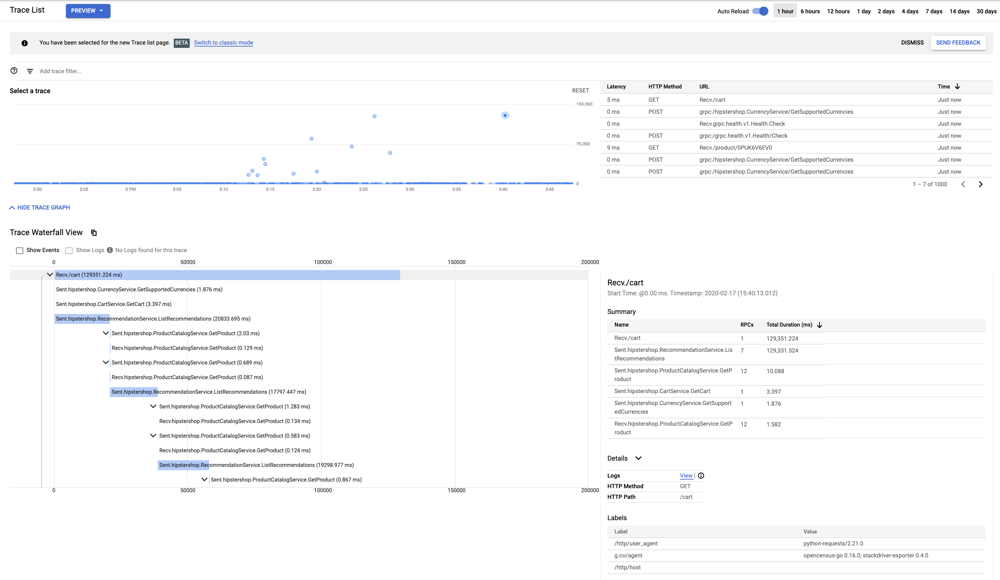 Trace List
PREVIEW
Auto Reload
1 hour 6 hours 12 hours 1 day 2 days 4 days 7 days 14 days 30 days
You have been selected for the new Trace list page. BETA Switch to classic mode
DISMISS SEND FEEDBACK
Add trace filter...
Select a trace
RESET
150,000
75,000
0
2:50 2:55 3 PM 3:05 3:10 3:15 3:20 3:25 3:30 3:35 3:40 3:45
Latency HTTP Method URL Time
5 ms GET Recv./cart Just now
0 ms POST grpc:/hipstershop.CurrencyService/GetSupportedCurrencies Just now
0 ms Recv.grpc.health.v1.Health.Check Just now
0 ms POST grpc:/grpc.health.v1.Health/Check Just now
9 ms GET Recv./product/0PUK6V6EV0 Just now
0 ms POST grpc:/hipstershop.CurrencyService/GetSupportedCurrencies Just now
0 ms POST grpc:/hipstershop.CurrencyService/GetSupportedCurrencies Just now
1 – 7 of 1000
HIDE TRACE GRAPH
Trace Waterfall View
Show Events Show Logs No Logs found for this trace
0 50000 100000 150000 200000
Recv./cart (129351.224 ms)
Sent.hipstershop.CurrencyService.GetSupportedCurrencies (1.876 ms)
Sent.hipstershop.CartService.GetCart (3.397 ms)
Sent.hipstershop.RecommendationService.ListRecommendations (20833.695 ms)
Sent.hipstershop.ProductCatalogService.GetProduct (2.03 ms)
Recv.hipstershop.ProductCatalogService.GetProduct (0.129 ms)
Sent.hipstershop.ProductCatalogService.GetProduct (0.689 ms)
Recv.hipstershop.ProductCatalogService.GetProduct (0.087 ms)
Sent.hipstershop.RecommendationService.ListRecommendations (17797.447 ms)
Sent.hipstershop.ProductCatalogService.GetProduct (1.283 ms)
Recv.hipstershop.ProductCatalogService.GetProduct (0.134 ms)
Sent.hipstershop.ProductCatalogService.GetProduct (0.583 ms)
Recv.hipstershop.ProductCatalogService.GetProduct (0.124 ms)
Sent.hipstershop.RecommendationService.ListRecommendations (19298.977 ms)
Sent.hipstershop.ProductCatalogService.GetProduct (0.867 ms)
0 50000 100000 150000 200000
Recv./cart
Start Time: @0.00 ms. Timestamp: 2020-02-17 (15:40:13.012)
Summary
Name RPCs Total Duration (ms)
Recv./cart 1 129,351.224
Sent.hipstershop.RecommendationService.Lis 7 129,331.524
tRecommendations
Sent.hipstershop.ProductCatalogService.GetP 12 10.088
roduct
Sent.hipstershop.CartService.GetCart 1 3.397
Sent.hipstershop.CurrencyService.GetSupport 1 1.876
edCurrencies
Recv.hipstershop.ProductCatalogService.GetP 12 1.582
roduct
Details
Logs View |
HTTP Method GET
HTTP Path /cart
Labels
Label Value
/http/user_agent python-requests/2.21.0
g.co/agent opencensus-go 0.16.0; stackdriver-exporter 0.4.0
/http/host